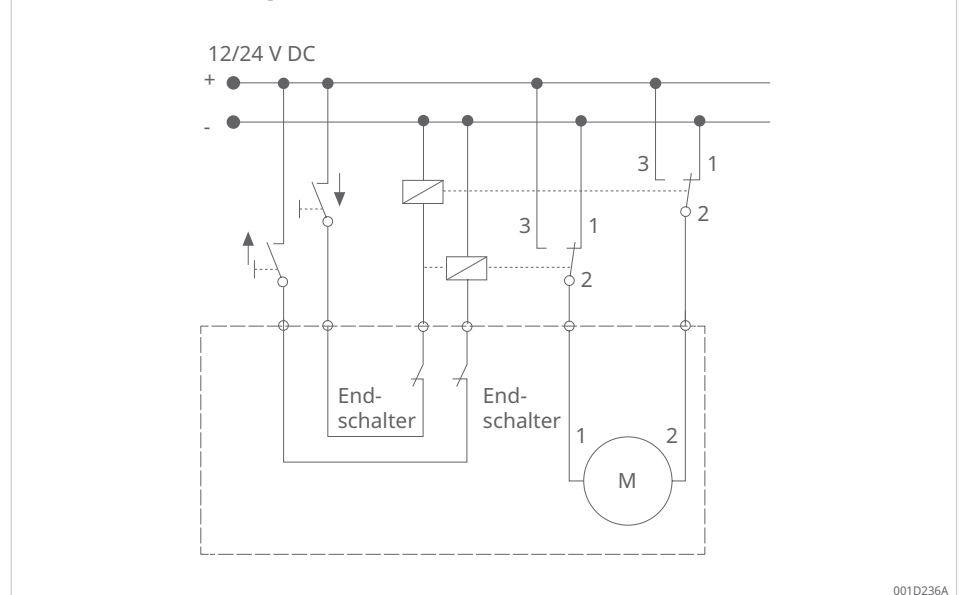 12/24 V DC
+
-
3
1
2
3
1
2
End-
schalter
End-
schalter
1
2
M
001D236A